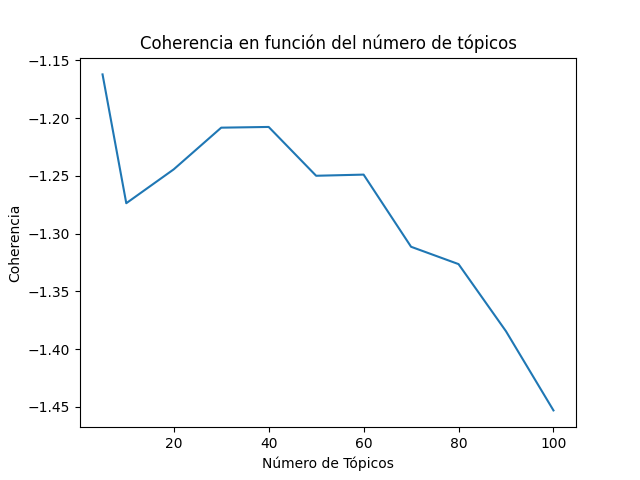 Coherencia en función del número de tópicos
−1.15
−1.20
−1.25
−1.30
−1.35
−1.40
−1.45
Coherencia
20 40 60 80 100
Número de Tópicos